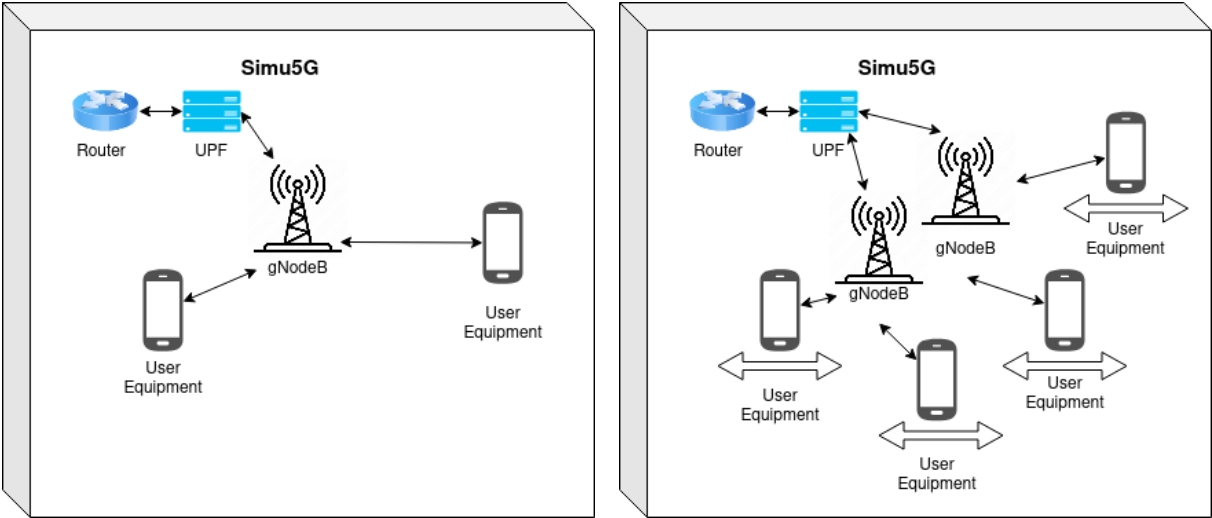 Simu5G
Router
UPF
gNodeB
User
Equipment
User
Equipment
Simu5G
Router
UPF
gNodeB
gNodeB
User
Equipment
User
Equipment
User
Equipment
User
Equipment